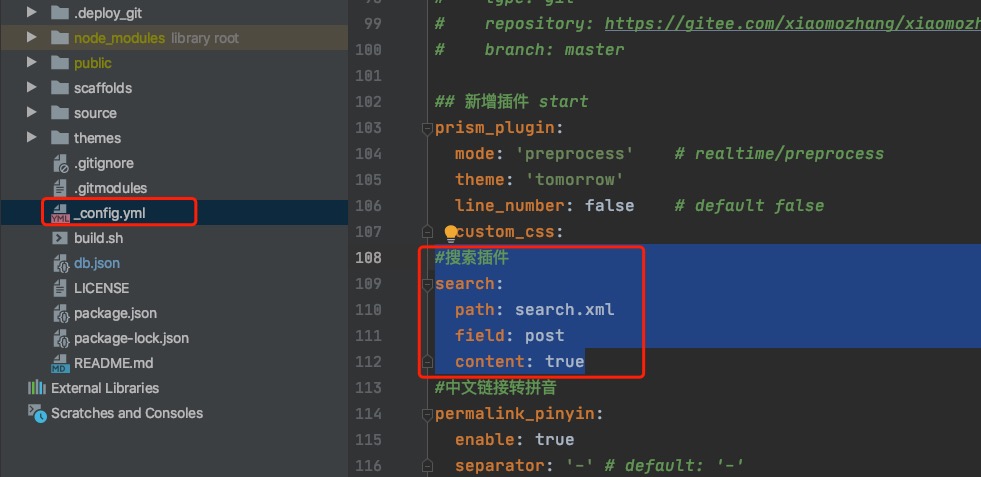 .deploy_git
node_modules library root
public
scaffolds
source
themes
.gitignore
.gitmodules
YML _config.yml
build.sh
db.json
LICENSE
package.json
package-lock.json
MD README.md
External Libraries
Scratches and Consoles
99 #    repository: https://gitee.com/xiaomozhang/xiaomozh
100 #    branch: master
101
102 ## 新增插件 start
103 prism_plugin:
104   mode: 'preprocess'    # realtime/preprocess
105   theme: 'tomorrow'
106   line_number: false    # default false
107   custom_css:
108 #搜索插件
109 search:
110   path: search.xml
111   field: post
112   content: true
113 #中文链接转拼音
114 permalink_pinyin:
115   enable: true
116   separator: '-' # default: '-'